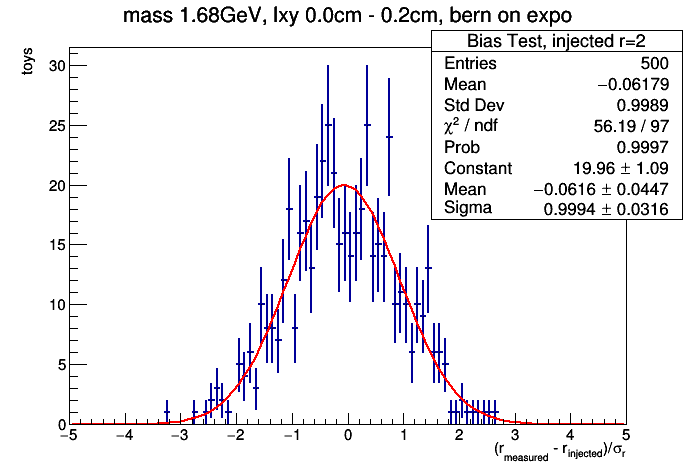 mass 1.68GeV, lxy 0.0cm - 0.2cm, bern on expo
Bias Test, injected r=2
Entries 500
Mean −0.06179
Std Dev 0.9989
χ² / ndf 56.19 / 97
Prob 0.9997
Constant 19.96 ± 1.09
Mean −0.0616 ± 0.0447
Sigma 0.9994 ± 0.0316
toys
30
25
20
15
10
5
0
−5 −4 −3 −2 −1 0 1 2 3 4 5
(r_measured - r_injected)/σ_r